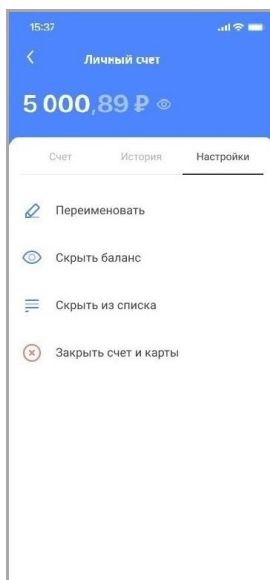 15:37
Личный счет
5 000,89 ₽
Счет
История
Настройки
Переименовать
Скрыть баланс
Скрыть из списка
Закрыть счет и карты